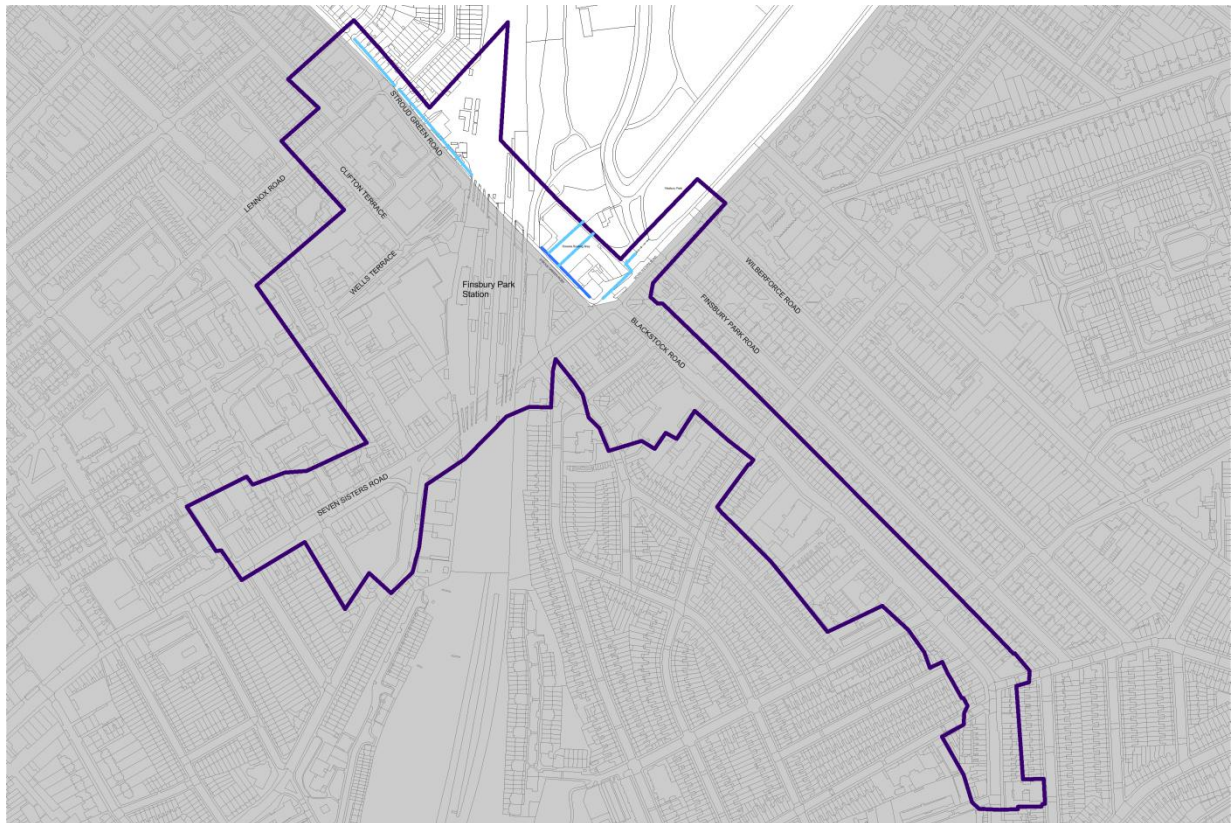 STROUD GREEN ROAD
CLIFTON TERRACE
LENNOX ROAD
WELLS TERRACE
Finsbury Park
Station
SEVEN SISTERS ROAD
BLACKSTOCK ROAD
FINSBURY PARK ROAD
WILBERFORCE ROAD